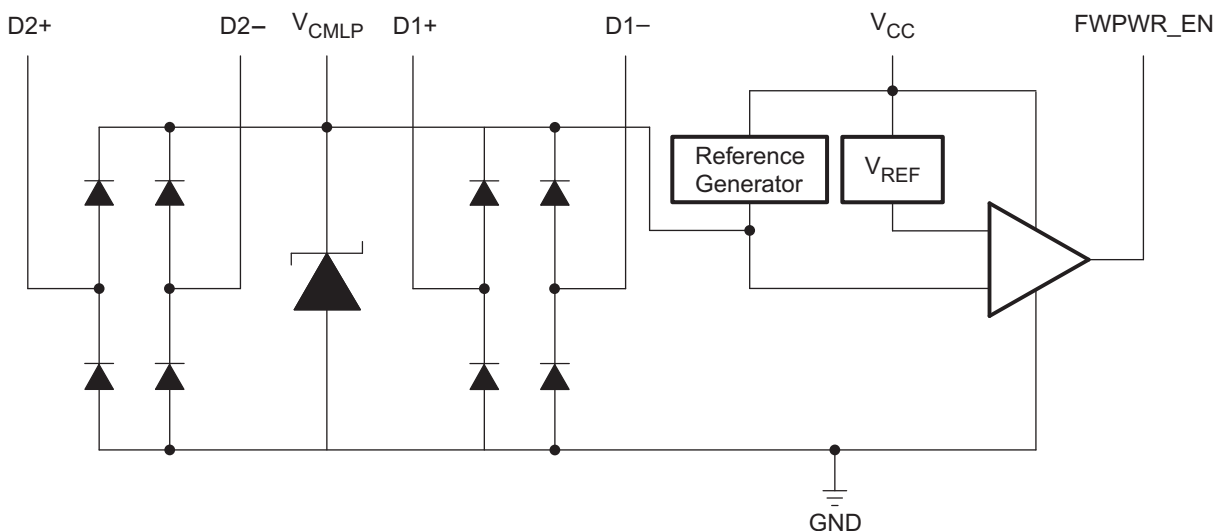 D2+
D2–
VCMLP
D1+
D1–
VCC
FWPWR_EN
Reference
Generator
VREF
GND